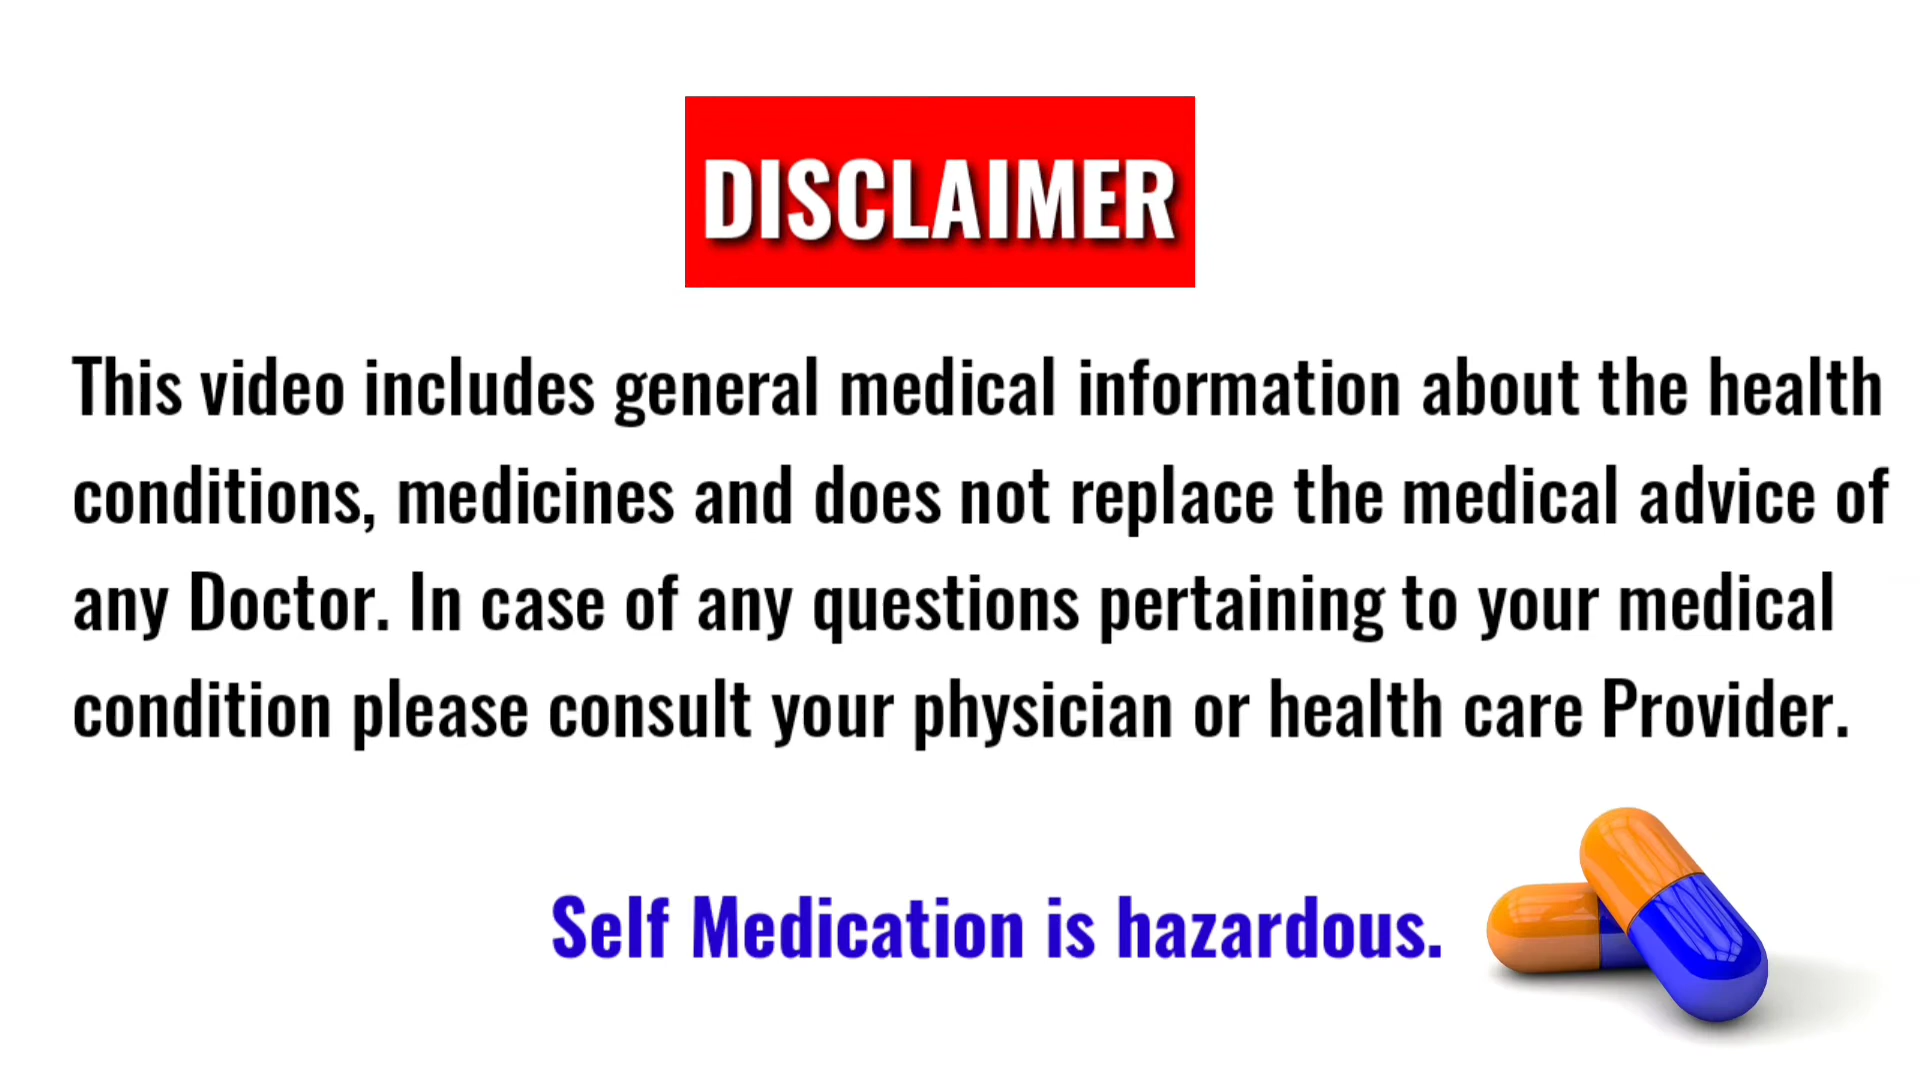 DISCLAIMER
This video includes general medical information about the health
conditions, medicines and does not replace the medical advice of
any Doctor. In case of any questions pertaining to your medical
condition please consult your physician or health care Provider.
Self Medication is hazardous.